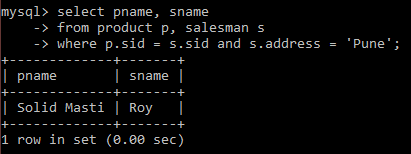 mysql> select pname, sname
    -> from product p, salesman s
    -> where p.sid = s.sid and s.address = 'Pune';
+-------------+-------+
| pname       | sname |
+-------------+-------+
| Solid Masti | Roy   |
+-------------+-------+
1 row in set (0.00 sec)